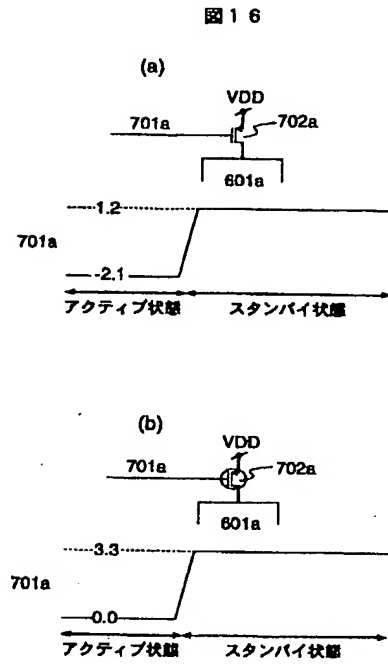 図１６
(a)
VDD
701a
702a
601a
1.2
701a
-2.1
アクティブ状態 スタンバイ状態
(b)
VDD
701a
702a
601a
3.3
701a
0.0
アクティブ状態 スタンバイ状態